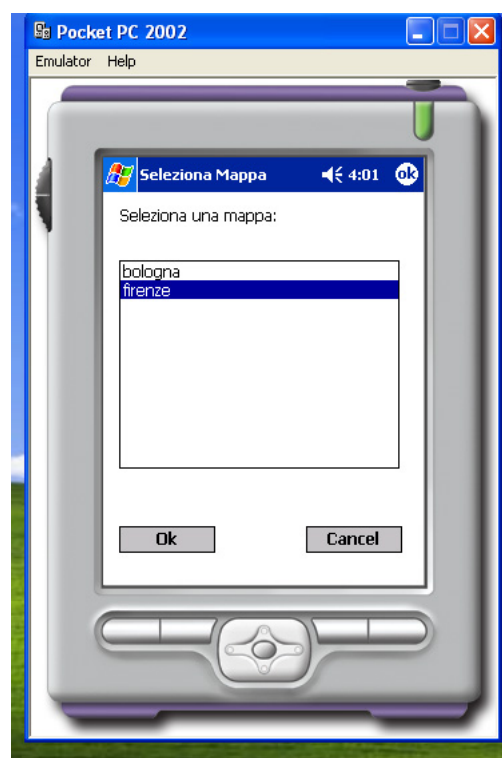 Pocket PC 2002
Emulator Help
Seleziona Mappa 4:01 ok
Seleziona una mappa:
bologna
firenze
Ok Cancel